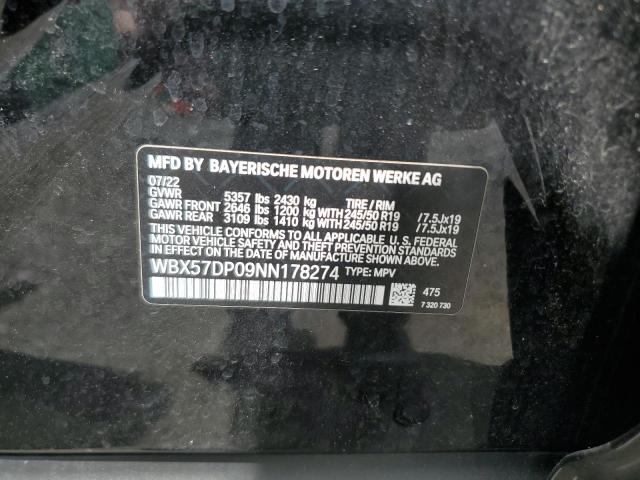 MFD BY BAYERISCHE MOTOREN WERKE AG
07/22
GVWR 5357 lbs 2430 kg TIRE / RIM
GAWR FRONT 2646 lbs 1200 kg WITH 245/50 R19 /7.5Jx19
GAWR REAR 3109 lbs 1410 kg WITH 245/50 R19 /7.5Jx19
THIS VEHICLE CONFORMS TO ALL APPLICABLE U.S. FEDERAL
MOTOR VEHICLE SAFETY STANDARDS IN EFFECT ON
THE DATE OF MANUFACTURE SHOWN ABOVE.
WBX57DP09NN178274 TYPE: MPV
475
7 320 730